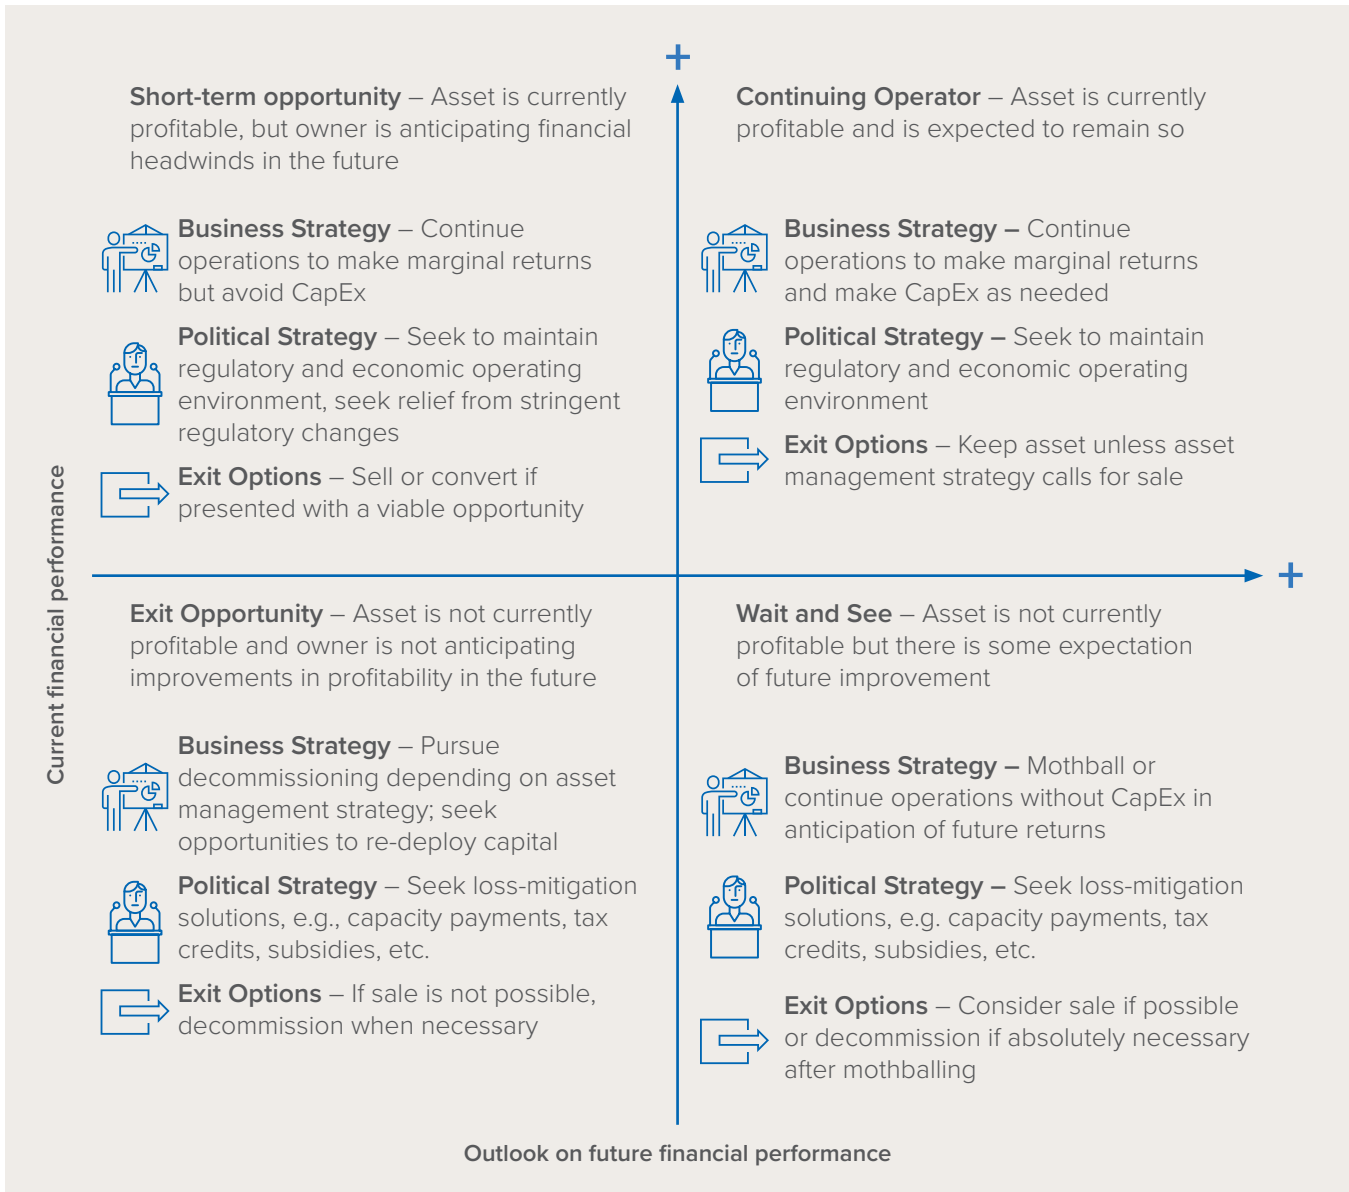 +
Short-term opportunity – Asset is currently
profitable, but owner is anticipating financial
headwinds in the future
Business Strategy – Continue
operations to make marginal returns
but avoid CapEx
Political Strategy – Seek to maintain
regulatory and economic operating
environment, seek relief from stringent
regulatory changes
Exit Options – Sell or convert if
presented with a viable opportunity
Continuing Operator – Asset is currently
profitable and is expected to remain so
Business Strategy – Continue
operations to make marginal returns
and make CapEx as needed
Political Strategy – Seek to maintain
regulatory and economic operating
environment
Exit Options – Keep asset unless asset
management strategy calls for sale
Current financial performance
+
Exit Opportunity – Asset is not currently
profitable and owner is not anticipating
improvements in profitability in the future
Business Strategy – Pursue
decommissioning depending on asset
management strategy; seek
opportunities to re-deploy capital
Political Strategy – Seek loss-mitigation
solutions, e.g., capacity payments, tax
credits, subsidies, etc.
Exit Options – If sale is not possible,
decommission when necessary
Wait and See – Asset is not currently
profitable but there is some expectation
of future improvement
Business Strategy – Mothball or
continue operations without CapEx in
anticipation of future returns
Political Strategy – Seek loss-mitigation
solutions, e.g. capacity payments, tax
credits, subsidies, etc.
Exit Options – Consider sale if possible
or decommission if absolutely necessary
after mothballing
Outlook on future financial performance